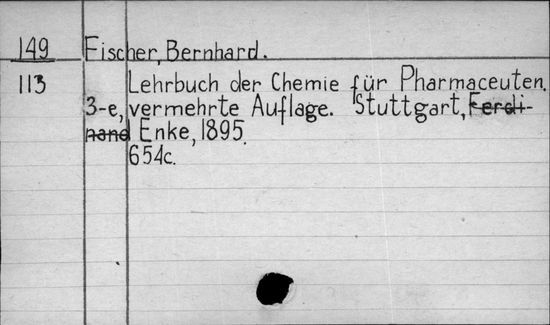 149 Fischer, Bernhard.
113 Lehrbuch der Chemie für Pharmaceuten.
3-e, vermehrte Auflage. Stuttgart, Ferdi-
nand Enke, 1895.
654c.